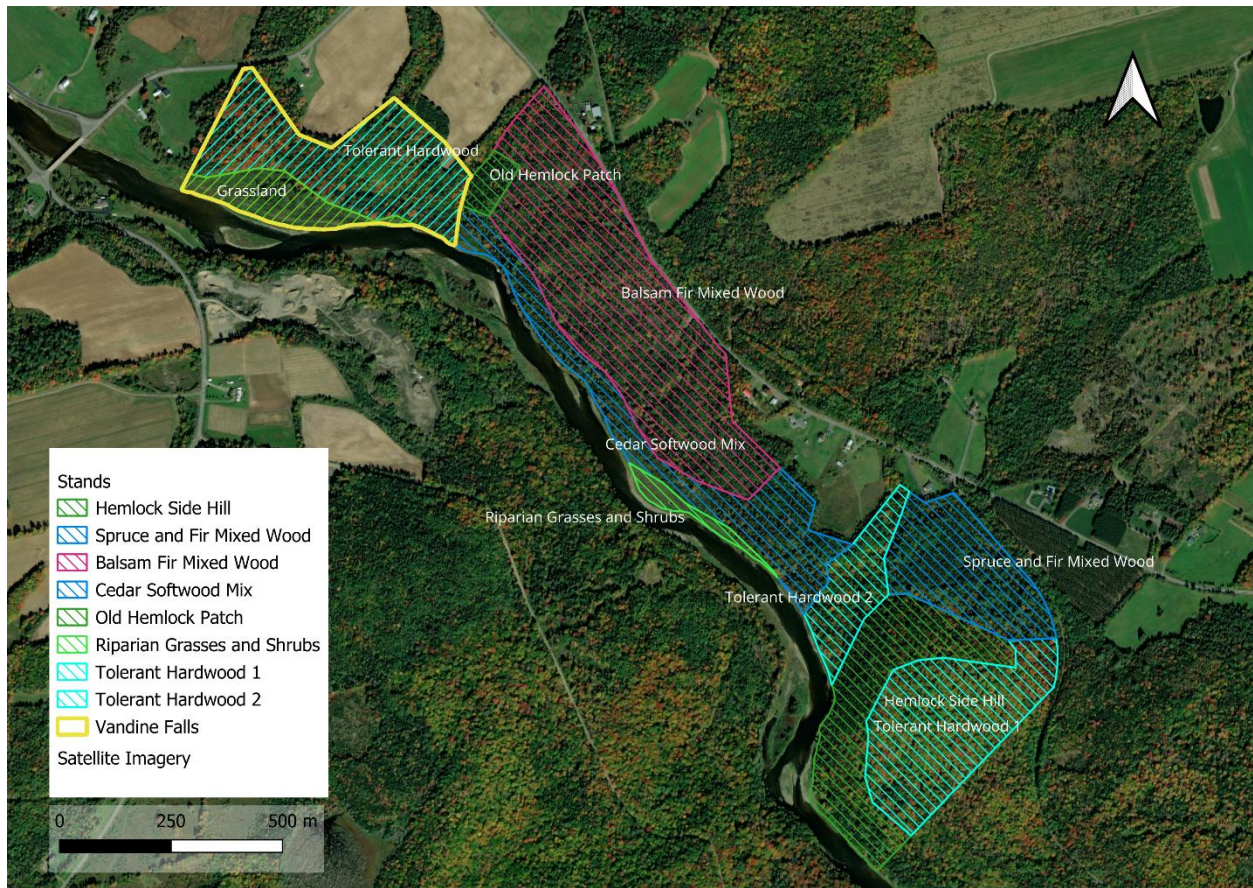 Tolerant Hardwood
Old Hemlock Patch
Grassland
Balsam Fir Mixed Wood
Cedar Softwood Mix
Riparian Grasses and Shrubs
Spruce and Fir Mixed Wood
Tolerant Hardwood 2
Hemlock Side Hill
Tolerant Hardwood 1
Stands
Hemlock Side Hill
Spruce and Fir Mixed Wood
Balsam Fir Mixed Wood
Cedar Softwood Mix
Old Hemlock Patch
Riparian Grasses and Shrubs
Tolerant Hardwood 1
Tolerant Hardwood 2
Vandine Falls
Satellite Imagery
0 250 500 m